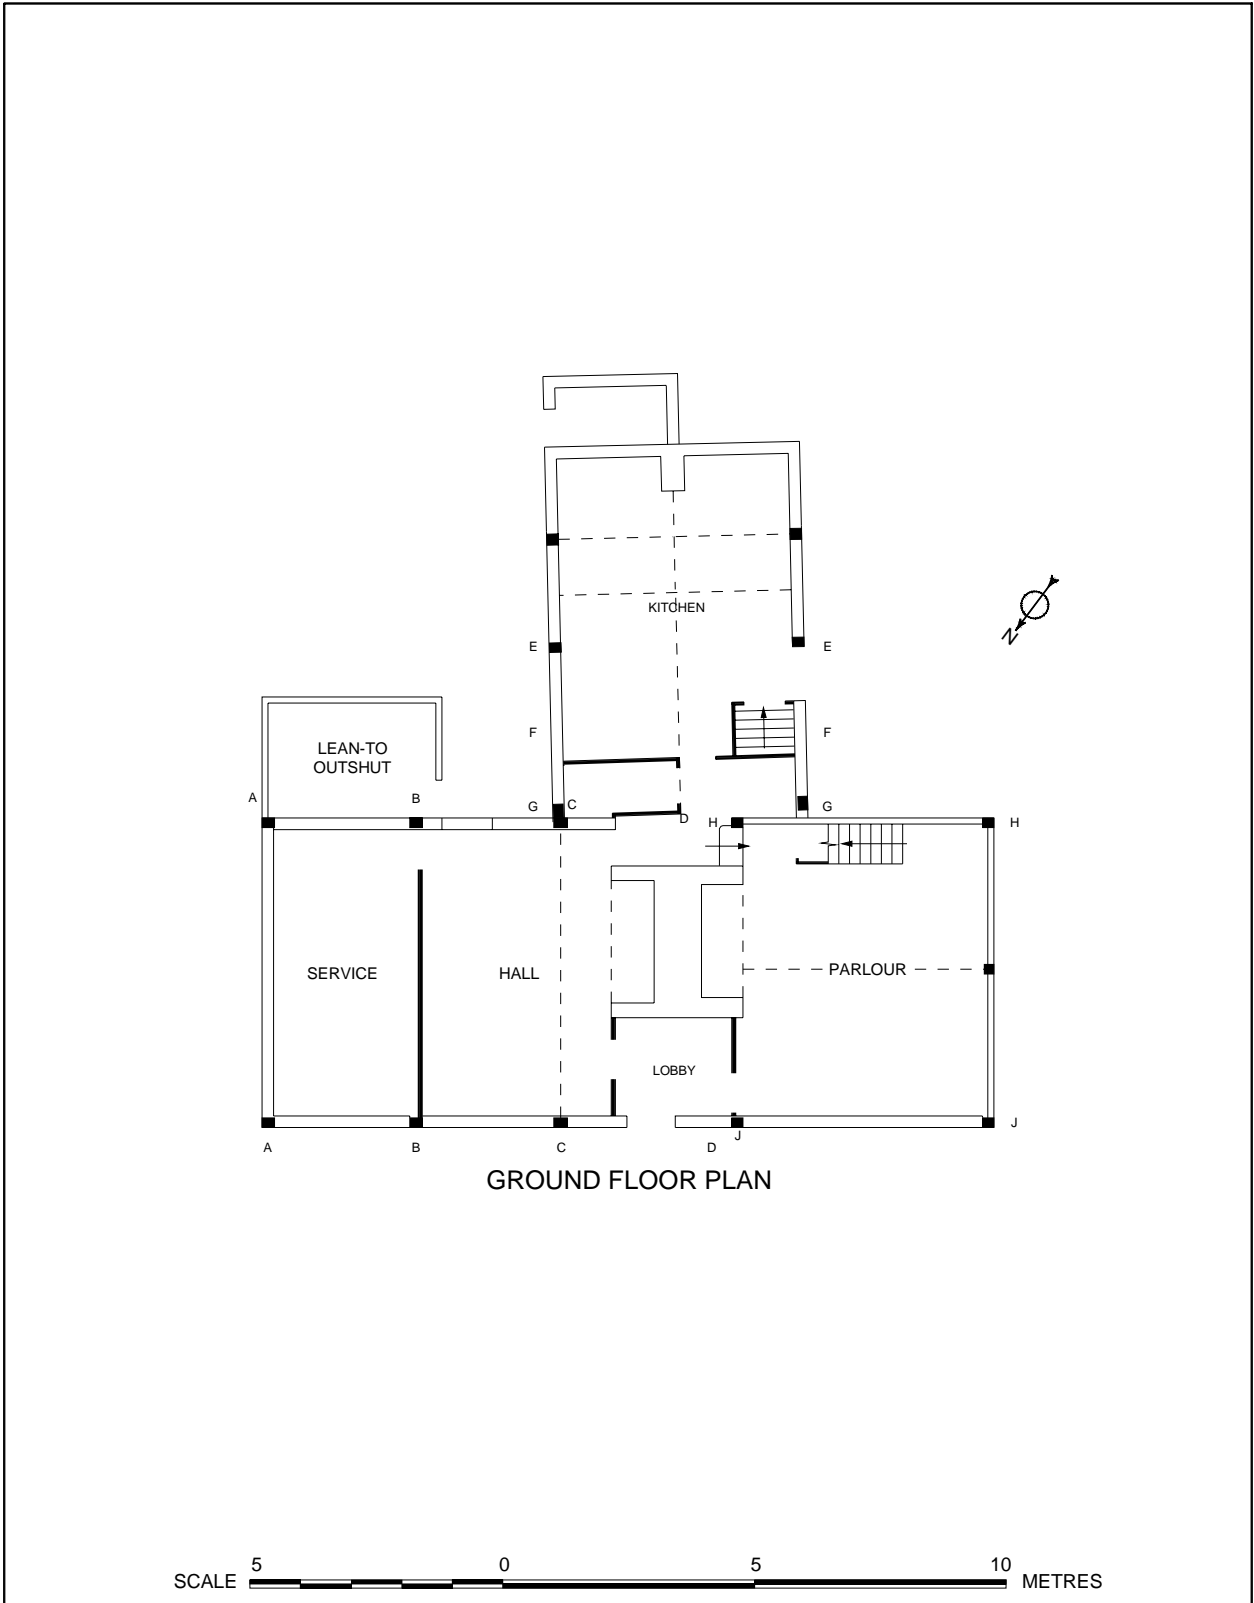 KITCHEN
N
E
E
F
F
LEAN-TO
OUTSHUT
A
B
G
C
G
D
H
H
SERVICE
HALL
PARLOUR
LOBBY
A
B
C
D
J
J
GROUND FLOOR PLAN
5 0 5 10
SCALE METRES